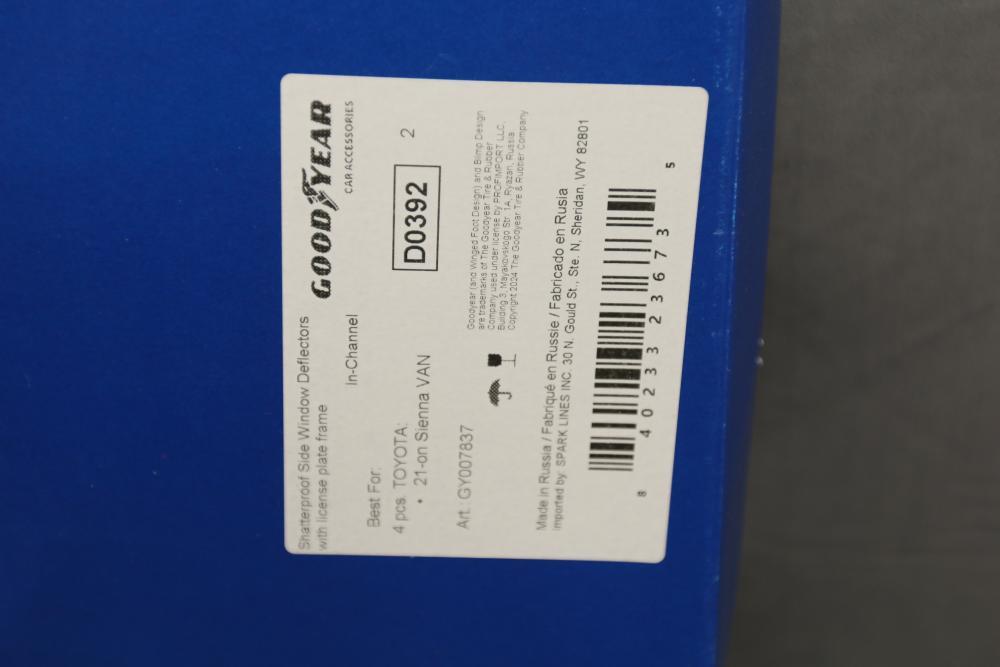 Shatterproof Side Window Deflectors
with license plate frame
GOODYEAR
CAR ACCESSORIES
In-Channel
Best For:
4 pcs. TOYOTA:
• 21-on Sienna VAN
D0392
2
Art.: GY007837
Goodyear (and Winged Foot Design) and Blimp Design
are trademarks of The Goodyear Tire & Rubber
Company used under license by PROFIMPORT LLC,
Building 3, Mayakovskogo Str. 1A, Ryazan, Russia.
Copyright 2024 The Goodyear Tire & Rubber Company
Made in Russia / Fabriqué en Russie / Fabricado en Rusia
Imported by: SPARK LINES INC. 30 N. Gould St., Ste. N, Sheridan, WY 82801
8 40233 23673 5